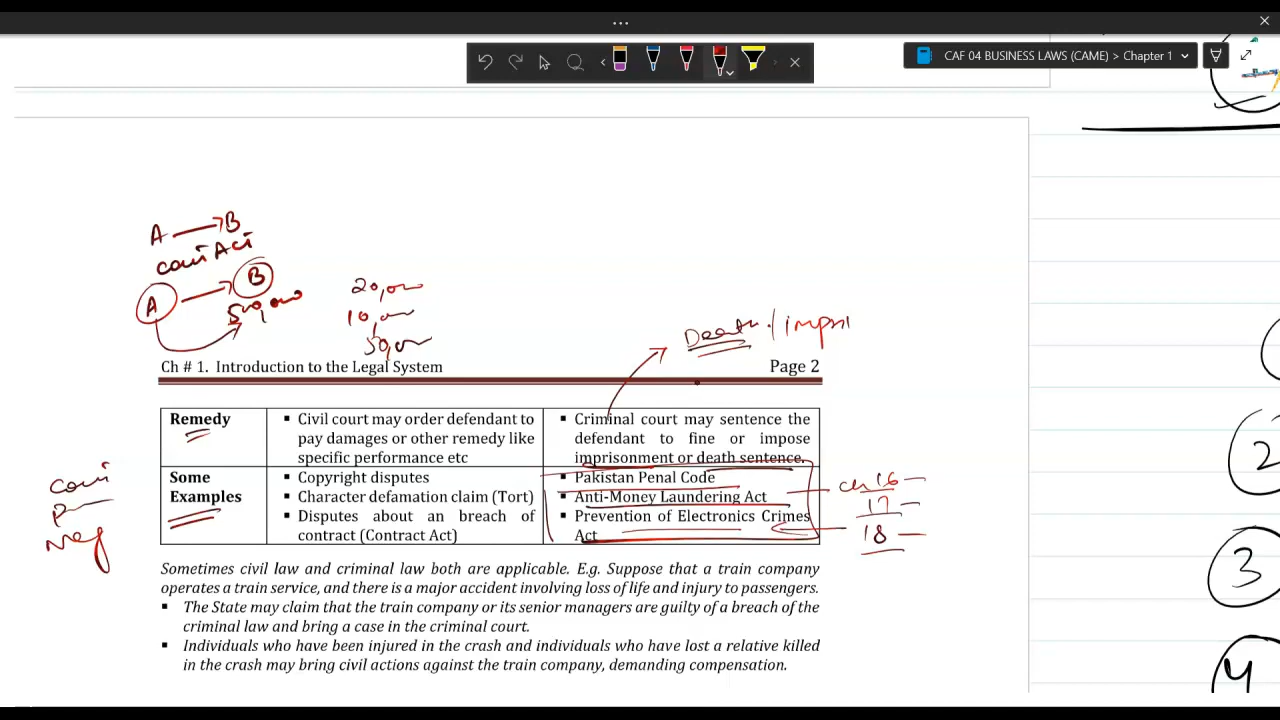 CAF 04 BUSINESS LAWS (CAME) > Chapter 1
A → B
A → B
20,000
10,000
50,000
Death / impsi
Ch # 1. Introduction to the Legal System
Page 2
Remedy
▪ Civil court may order defendant to
pay damages or other remedy like
specific performance etc
▪ Criminal court may sentence the
defendant to fine or impose
imprisonment or death sentence.
Some
Examples
▪ Copyright disputes
▪ Character defamation claim (Tort)
▪ Disputes about an breach of
contract (Contract Act)
▪ Pakistan Penal Code
▪ Anti-Money Laundering Act
▪ Prevention of Electronics Crimes
Act
ch 16
17
18
Sometimes civil law and criminal law both are applicable. E.g. Suppose that a train company
operates a train service, and there is a major accident involving loss of life and injury to passengers.
▪ The State may claim that the train company or its senior managers are guilty of a breach of the
criminal law and bring a case in the criminal court.
▪ Individuals who have been injured in the crash and individuals who have lost a relative killed
in the crash may bring civil actions against the train company, demanding compensation.
2
3
4